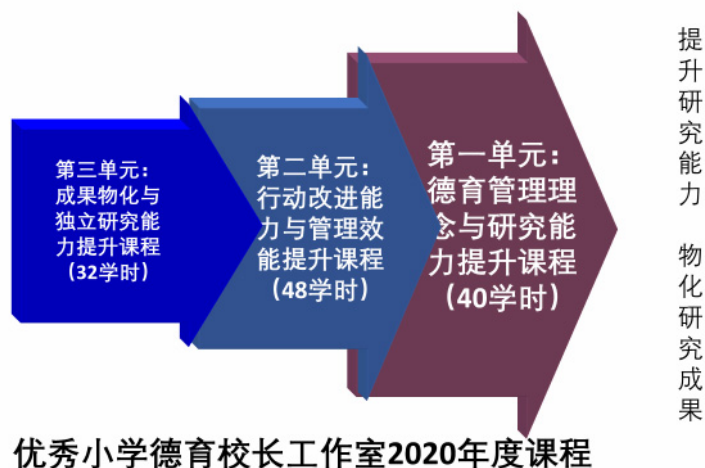 第三单元：
成果物化与
独立研究能
力提升课程
（32学时）
第二单元：
行动改进能
力与管理效
能提升课程
（48学时）
第一单元：
德育管理理
念与研究能
力提升课程
（40学时）
提升研究能力 物化研究成果
优秀小学德育校长工作室2020年度课程